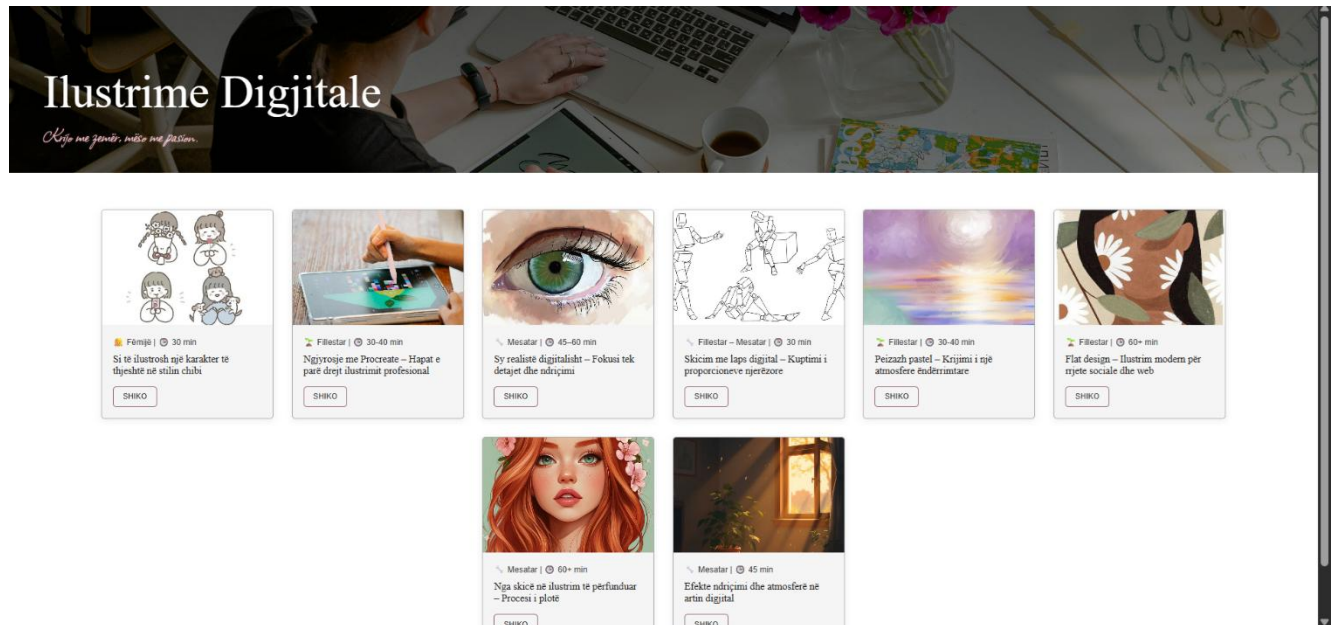 Ilustrime Digjitale
Krijo me zemër, mëso me pasion.
Fëmijë | 30 min
Si të ilustrosh një karakter të
thjeshtë në stilin chibi
SHIKO
Fillestar | 30-40 min
Ngjyrosje me Procreate – Hapat e
parë drejt ilustrimit profesional
SHIKO
Mesatar | 45–60 min
Sy realistë digjitalisht – Fokusi tek
detajet dhe ndriçimi
SHIKO
Fillestar – Mesatar | 30 min
Skicim me laps digjital – Kuptimi i
proporcioneve njerëzore
SHIKO
Fillestar | 30-40 min
Peizazh pastel – Krijimi i një
atmosfere ëndërrimtare
SHIKO
Fillestar | 60+ min
Flat design – Ilustrim modern për
rrjete sociale dhe web
SHIKO
Mesatar | 60+ min
Nga skicë në ilustrim të përfunduar
– Procesi i plotë
SHIKO
Mesatar | 45 min
Efekte ndriçimi dhe atmosferë në
artin digjital
SHIKO